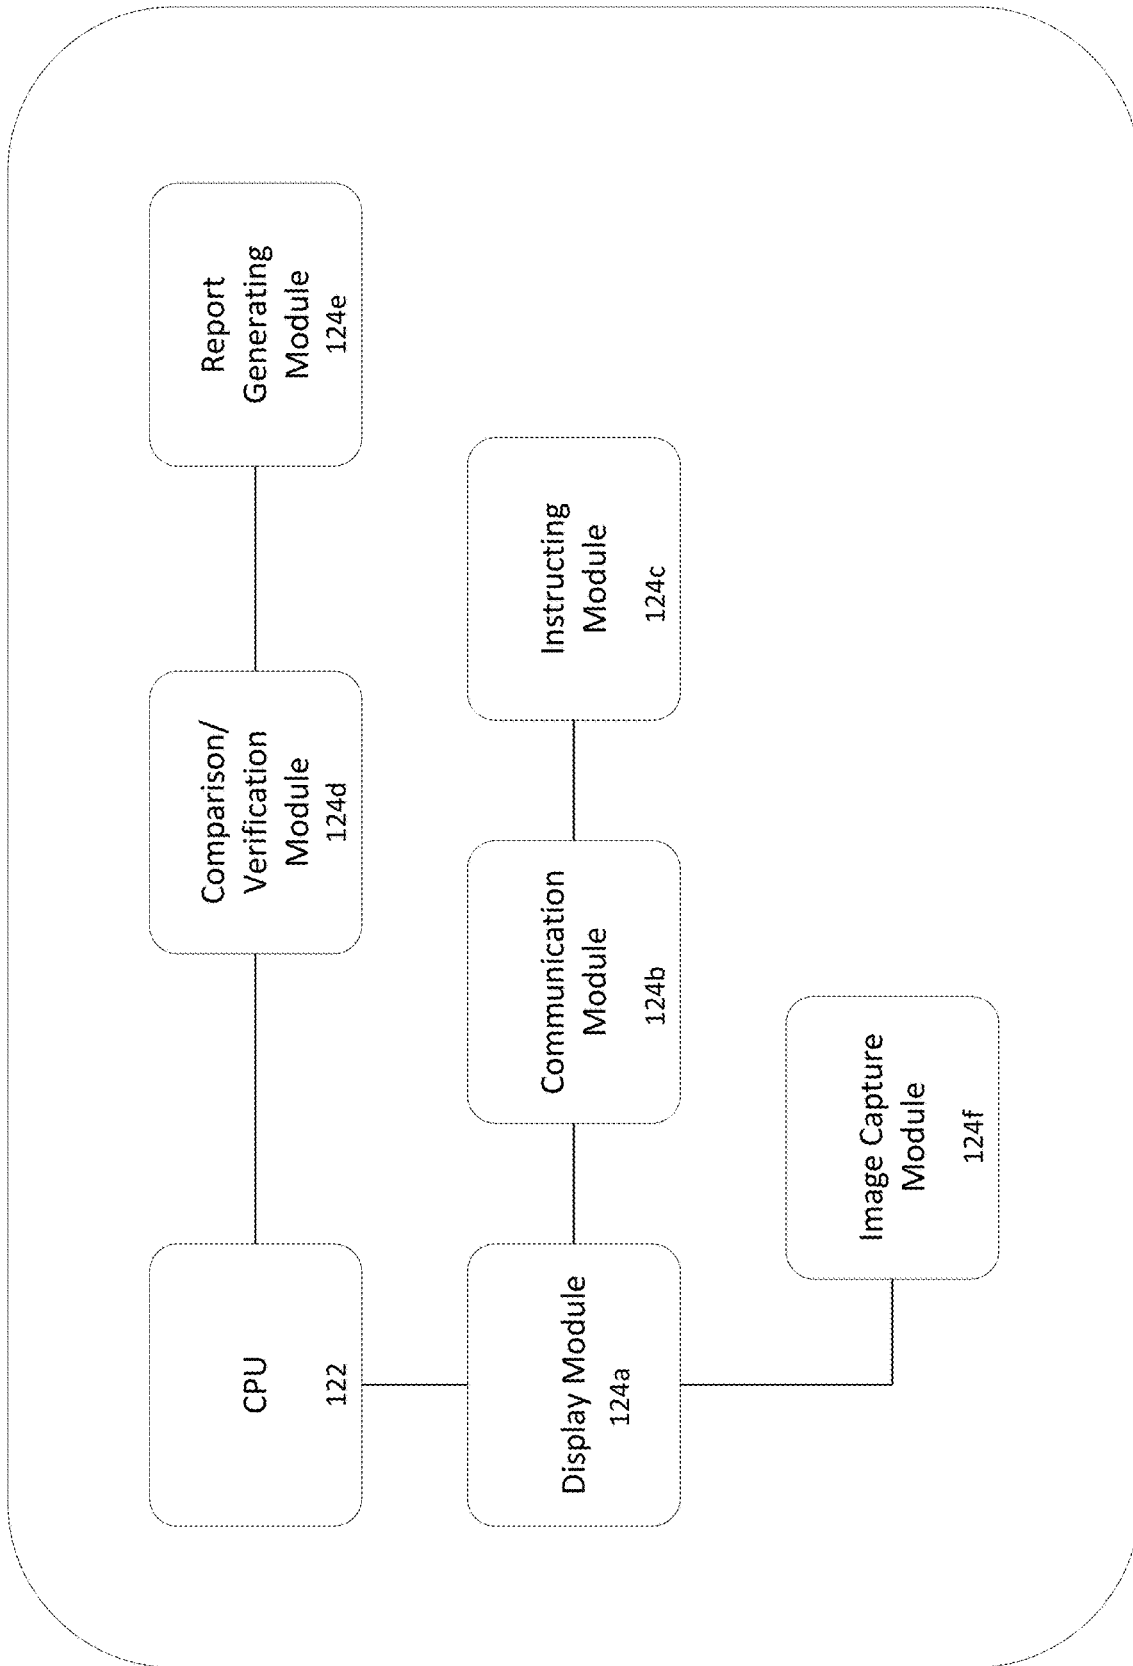 CPU
122
Comparison/
Verification
Module
124d
Report
Generating
Module
124e
Display Module
124a
Communication
Module
124b
Instructing
Module
124c
Image Capture
Module
124f